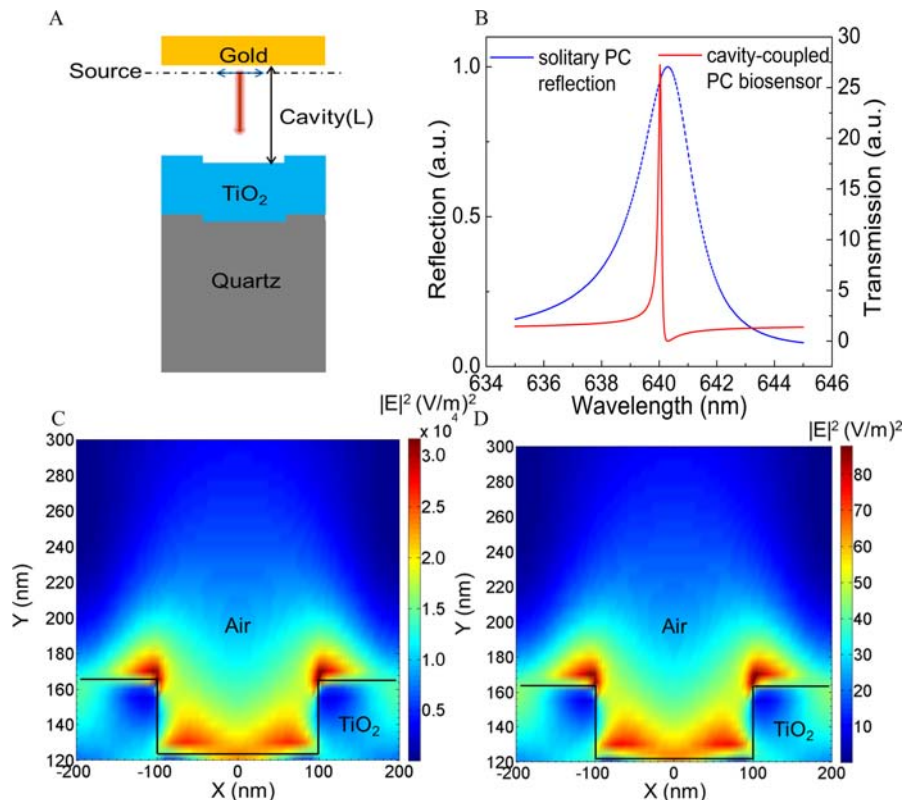 A
Gold
Source
Cavity(L)
TiO₂
Quartz
B
solitary PC reflection
cavity-coupled PC biosensor
Reflection (a.u.)
1.0
0.5
0.0
Transmission (a.u.)
30
25
20
15
10
5
0
634 636 638 640 642 644 646
Wavelength (nm)
C
|E|² (V/m)²
x 10⁴
3.0
2.5
2.0
1.5
1.0
0.5
Y (nm)
300
280
260
240
220
200
180
160
140
120
Air
TiO₂
-200 -100 0 100 200
X (nm)
D
|E|² (V/m)²
80
70
60
50
40
30
20
10
0
Y (nm)
300
280
260
240
220
200
180
160
140
120
Air
TiO₂
-200 -100 0 100 200
X (nm)